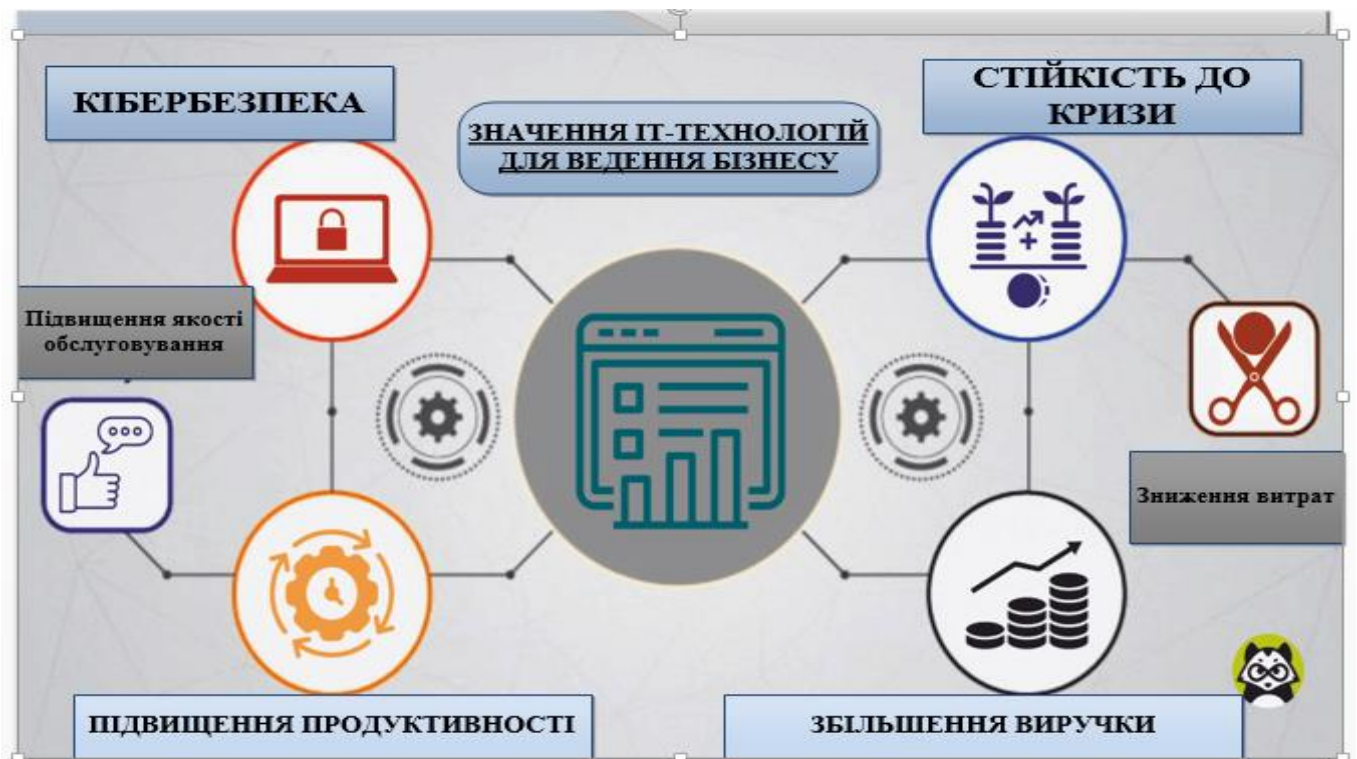 КІБЕРБЕЗПЕКА
ЗНАЧЕННЯ ІТ-ТЕХНОЛОГІЙ
ДЛЯ ВЕДЕННЯ БІЗНЕСУ
СТІЙКІСТЬ ДО
КРИЗИ
Підвищення якості
обслуговування
Зниження витрат
ПІДВИЩЕННЯ ПРОДУКТИВНОСТІ
ЗБІЛЬШЕННЯ ВИРУЧКИ